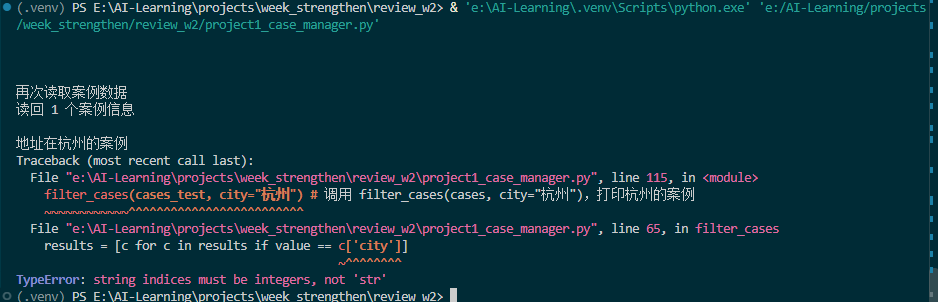 (.venv) PS E:\AI-Learning\projects\week_strengthen\review_w2> & 'e:\AI-Learning\.venv\Scripts\python.exe' 'e:/AI-Learning/projects
/week_strengthen/review_w2/project1_case_manager.py'
再次读取案例数据
读回 1 个案例信息
地址在杭州的案例
Traceback (most recent call last):
  File "e:\AI-Learning\projects\week_strengthen\review_w2\project1_case_manager.py", line 115, in <module>
    filter_cases(cases_test, city="杭州") # 调用 filter_cases(cases, city="杭州"), 打印杭州的案例
    ~~~~~~~~~~~~^^^^^^^^^^^^^^^^^^^^^^^^^
  File "e:\AI-Learning\projects\week_strengthen\review_w2\project1_case_manager.py", line 65, in filter_cases
    results = [c for c in results if value == c['city']]
                                              ~^^^^^^^^
TypeError: string indices must be integers, not 'str'
(.venv) PS E:\AI-Learning\projects\week_strengthen\review_w2>